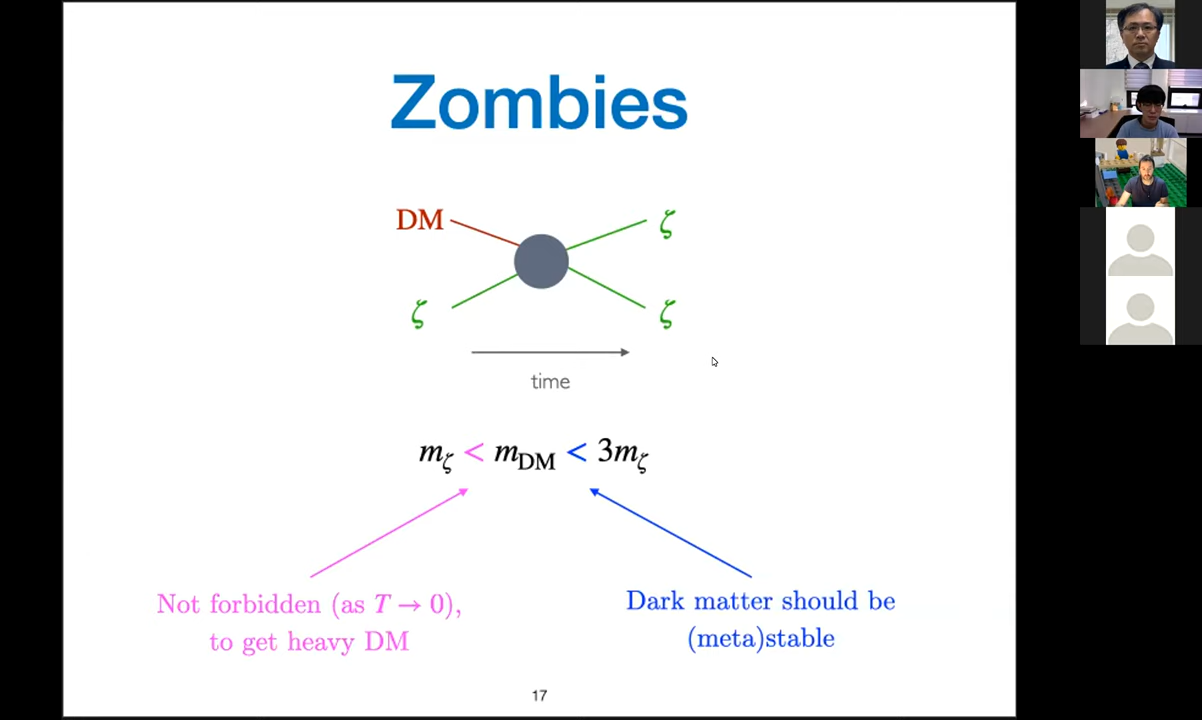 Zombies
DM
ζ
ζ
ζ
time
m_ζ < m_DM < 3m_ζ
Not forbidden (as T → 0),
to get heavy DM
Dark matter should be
(meta)stable
17